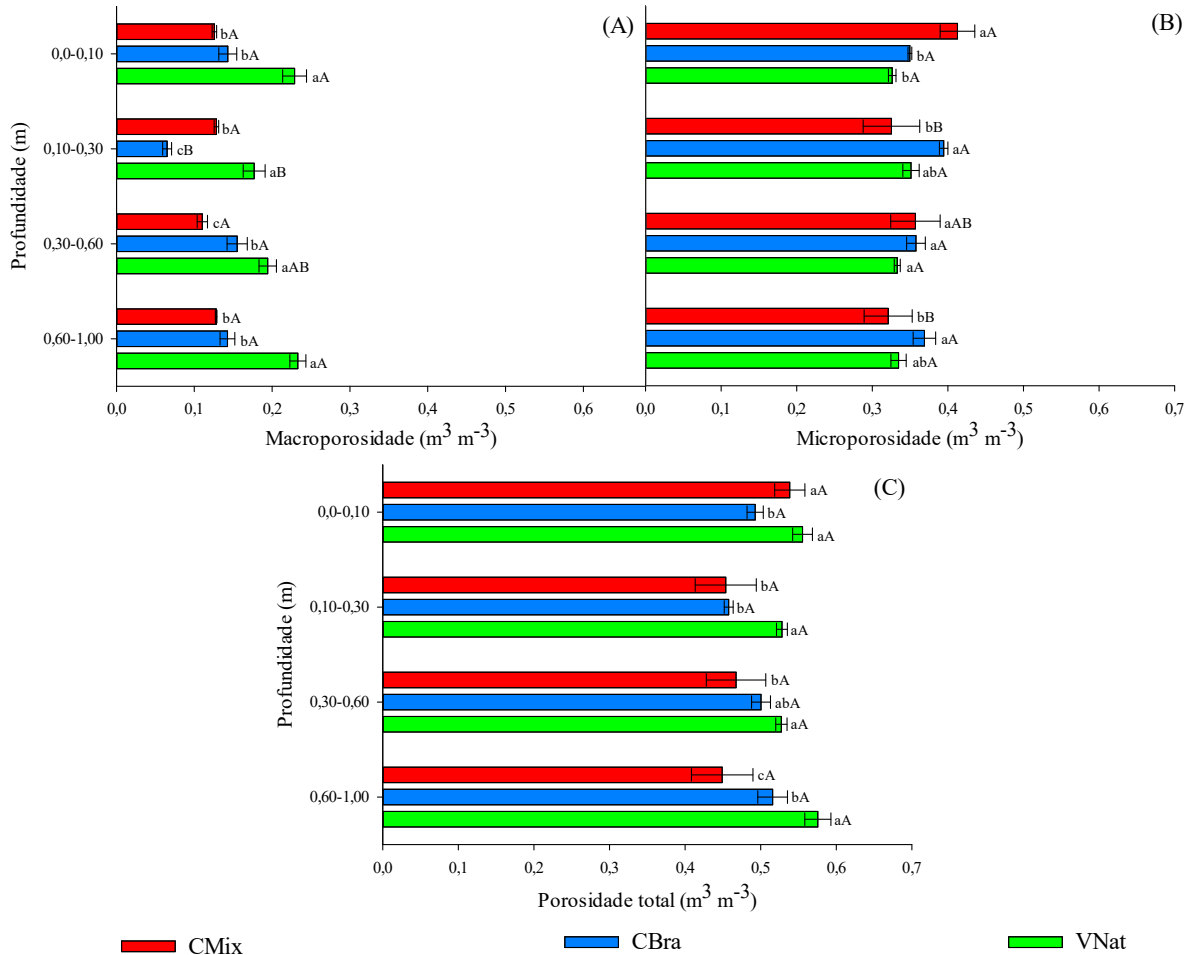 (A)
Profundidade (m)
0,0-0,10
bA
bA
aA
0,10-0,30
bA
cB
aB
0,30-0,60
cA
bA
aAB
0,60-1,00
bA
bA
aA
0,0 0,1 0,2 0,3 0,4 0,5 0,6
Macroporosidade (m³ m⁻³)
(B)
aA
bA
bA
bB
aA
abA
aAB
aA
aA
bB
aA
abA
0,0 0,1 0,2 0,3 0,4 0,5 0,6 0,7
Microporosidade (m³ m⁻³)
(C)
Profundidade (m)
0,0-0,10
aA
bA
aA
0,10-0,30
bA
bA
aA
0,30-0,60
bA
abA
aA
0,60-1,00
cA
bA
aA
0,0 0,1 0,2 0,3 0,4 0,5 0,6 0,7
Porosidade total (m³ m⁻³)
CMix CBra VNat